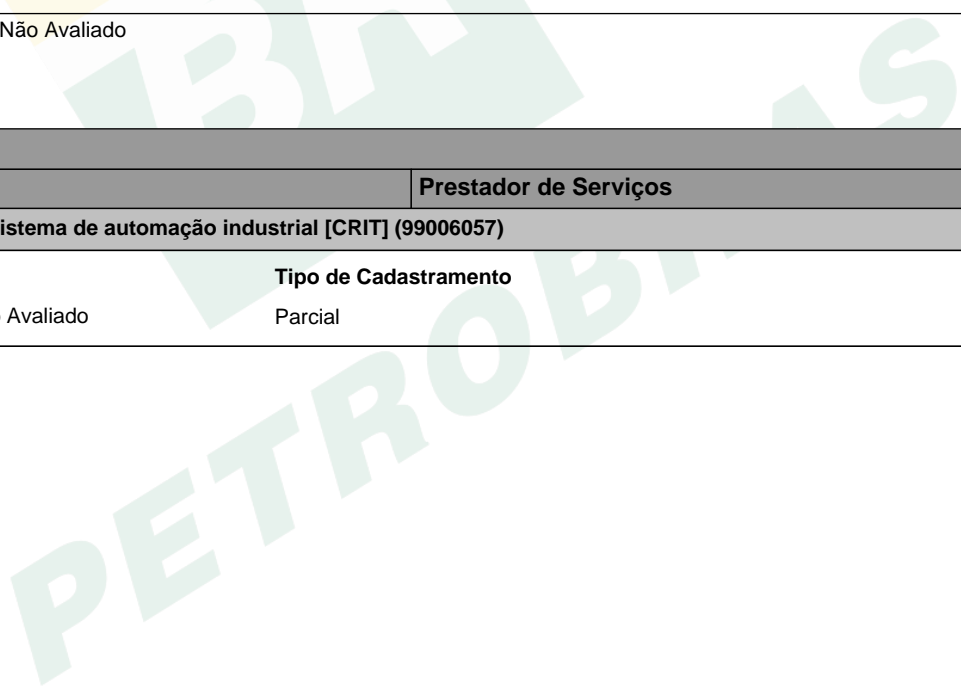 Não Avaliado
Prestador de Serviços
istema de automação industrial [CRIT] (99006057)
Tipo de Cadastramento
Avaliado
Parcial
BR
PETROBRAS